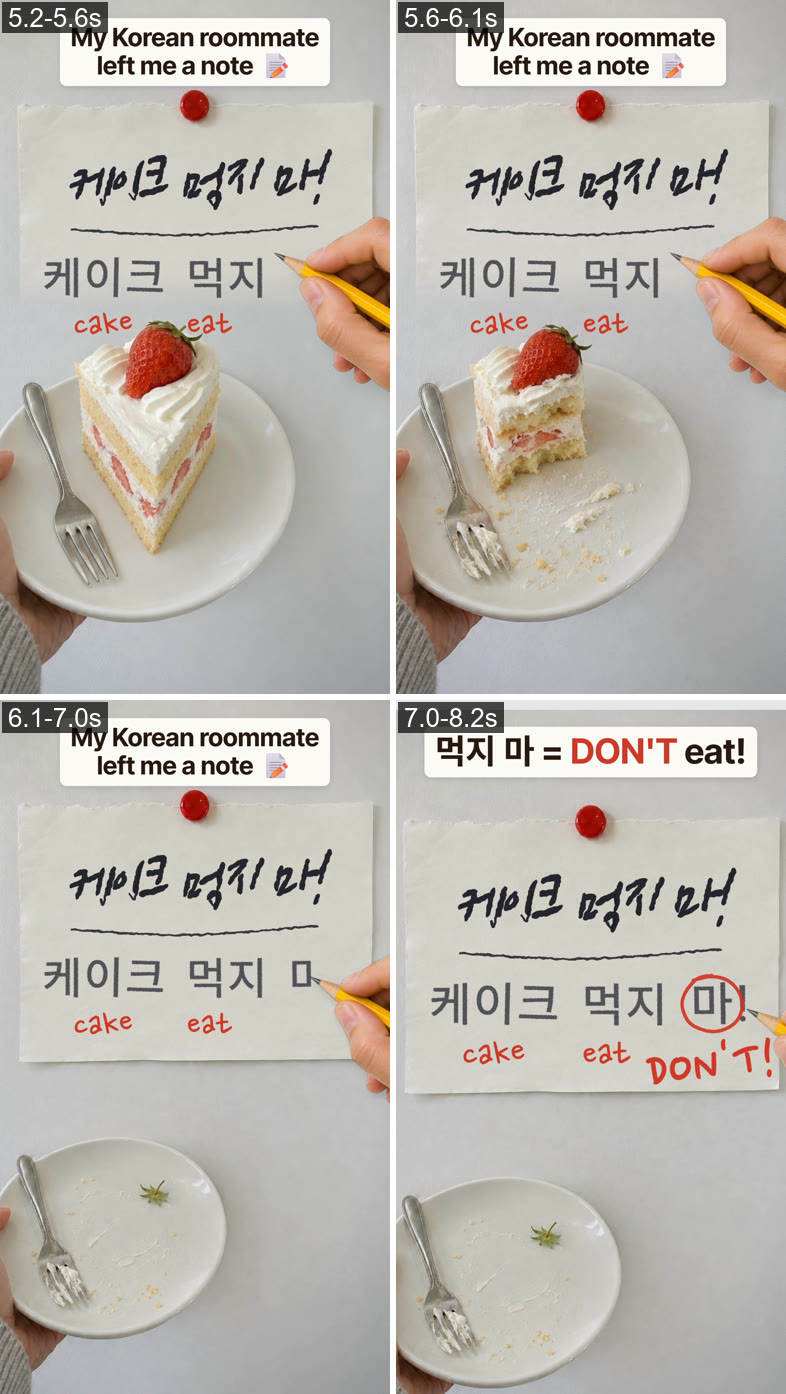 5.2-5.6s
My Korean roommate
left me a note 📝
케이크 먹지 마!
케이크 먹지
cake eat
5.6-6.1s
My Korean roommate
left me a note 📝
케이크 먹지 마!
케이크 먹지
cake eat
6.1-7.0s
My Korean roommate
left me a note 📝
케이크 먹지 마!
케이크 먹지 ㅁ
cake eat
7.0-8.2s
먹지 마 = DON'T eat!
케이크 먹지 마!
케이크 먹지 마!
cake eat DON'T!